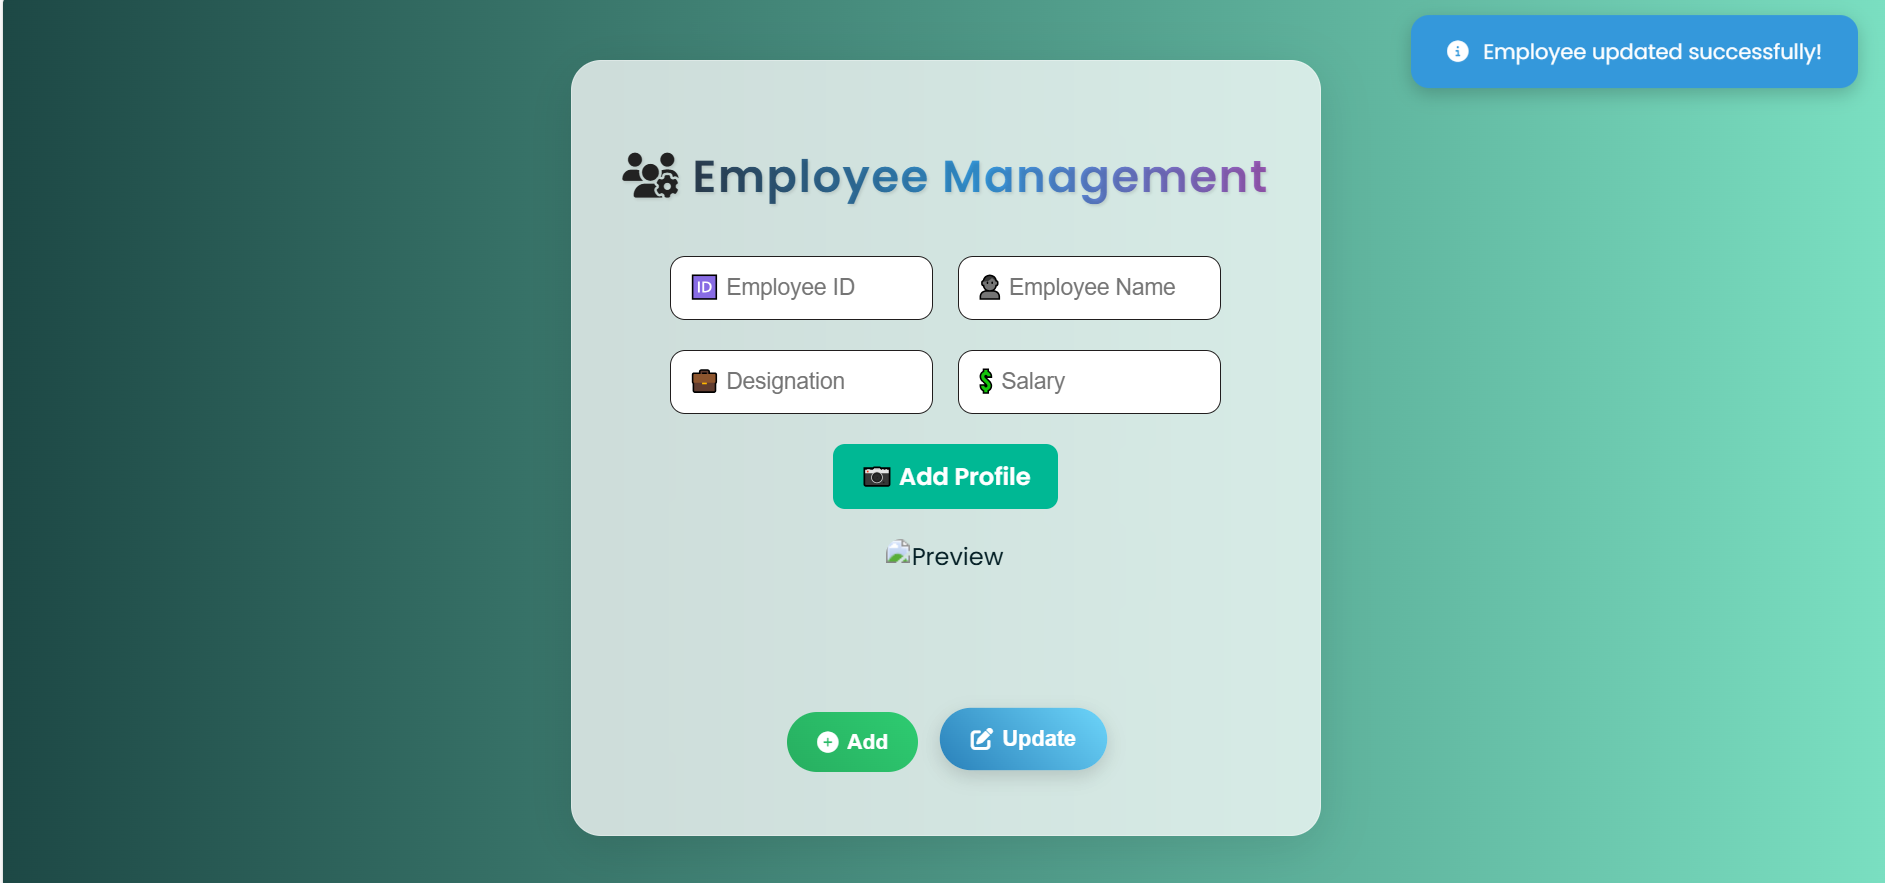 Employee updated successfully!
Employee Management
ID Employee ID
Employee Name
Designation
$ Salary
Add Profile
Preview
Add
Update